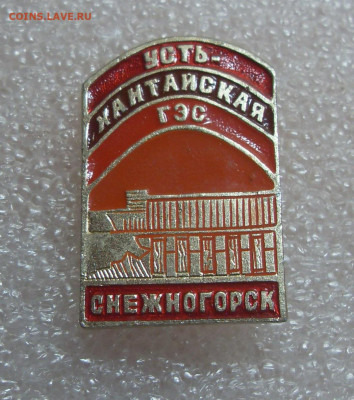 COINS.LAVE.RU
УСТЬ-
ХАНТАЙСКАЯ
ГЭС
СНЕЖНОГОРСК